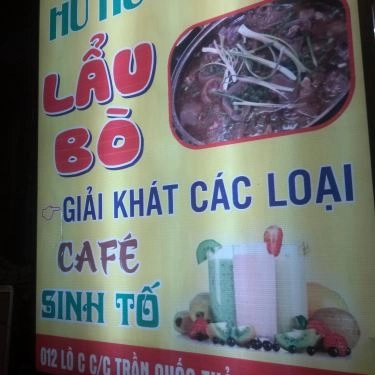 LẨU
BÒ
GIẢI KHÁT CÁC LOẠI
CAFÉ
SINH TỐ
012 LÔ C C/C TRẦN QUỐC